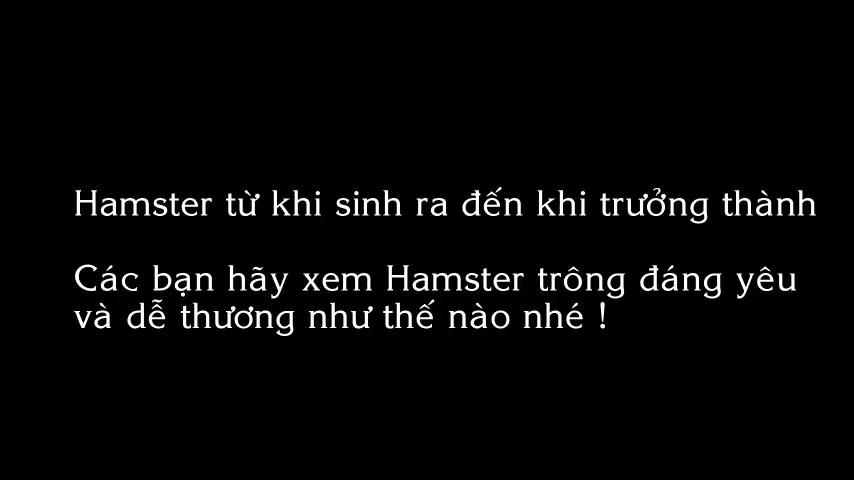 Hamster từ khi sinh ra đến khi trưởng thành
Các bạn hãy xem Hamster trông đáng yêu
và dễ thương như thế nào nhé !